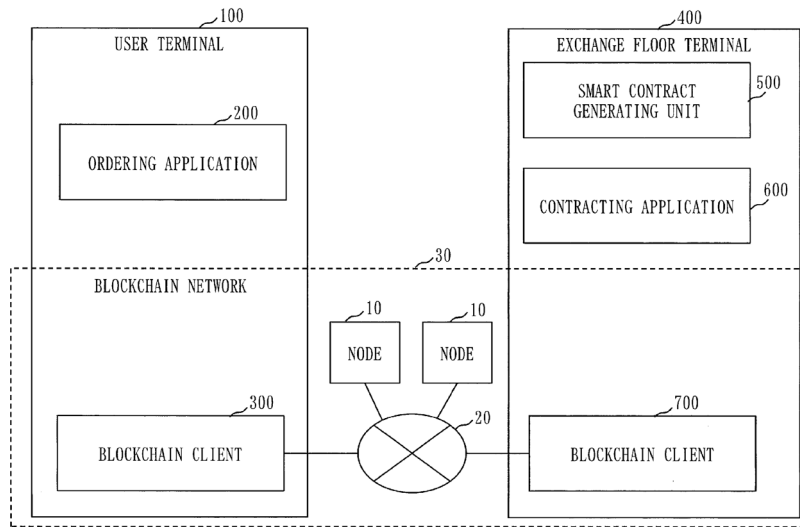 100
USER TERMINAL
200
ORDERING APPLICATION
400
EXCHANGE FLOOR TERMINAL
500
SMART CONTRACT
GENERATING UNIT
600
CONTRACTING APPLICATION
30
BLOCKCHAIN NETWORK
10
NODE
10
NODE
300
BLOCKCHAIN CLIENT
20
700
BLOCKCHAIN CLIENT